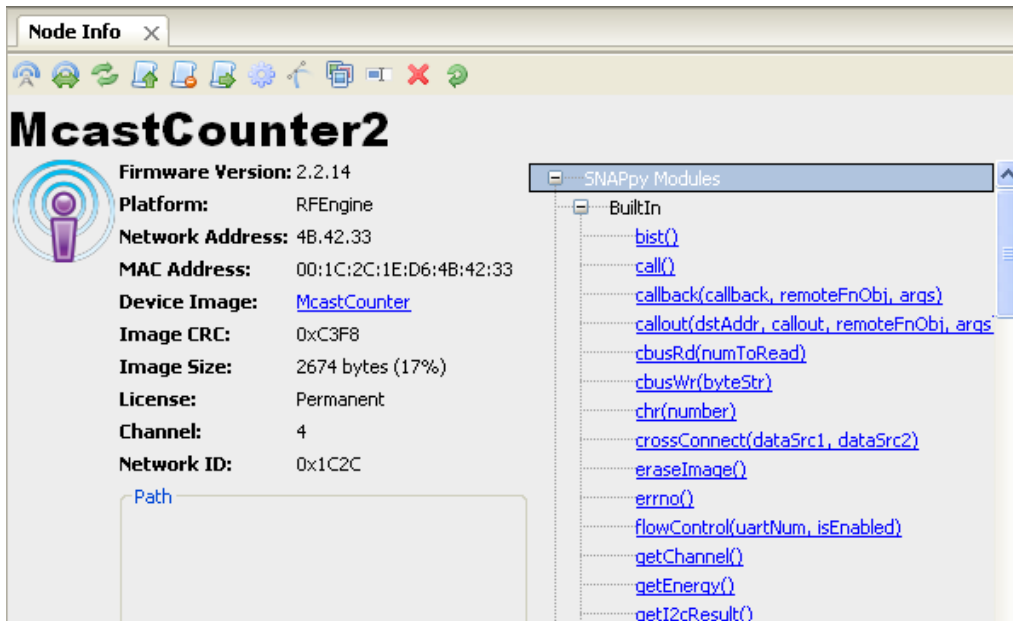 Node Info
McastCounter2
Firmware Version: 2.2.14
Platform: RFEngine
Network Address: 4B.42.33
MAC Address: 00:1C:2C:1E:D6:4B:42:33
Device Image: McastCounter
Image CRC: 0xC3F8
Image Size: 2674 bytes (17%)
License: Permanent
Channel: 4
Network ID: 0x1C2C
Path
SNAPpy Modules
BuiltIn
bist()
call()
callback(callback, remoteFnObj, args)
callout(dstAddr, callout, remoteFnObj, args
cbusRd(numToRead)
cbusWr(byteStr)
chr(number)
crossConnect(dataSrc1, dataSrc2)
eraseImage()
errno()
flowControl(uartNum, isEnabled)
getChannel()
getEnergy()
getI2cResult()